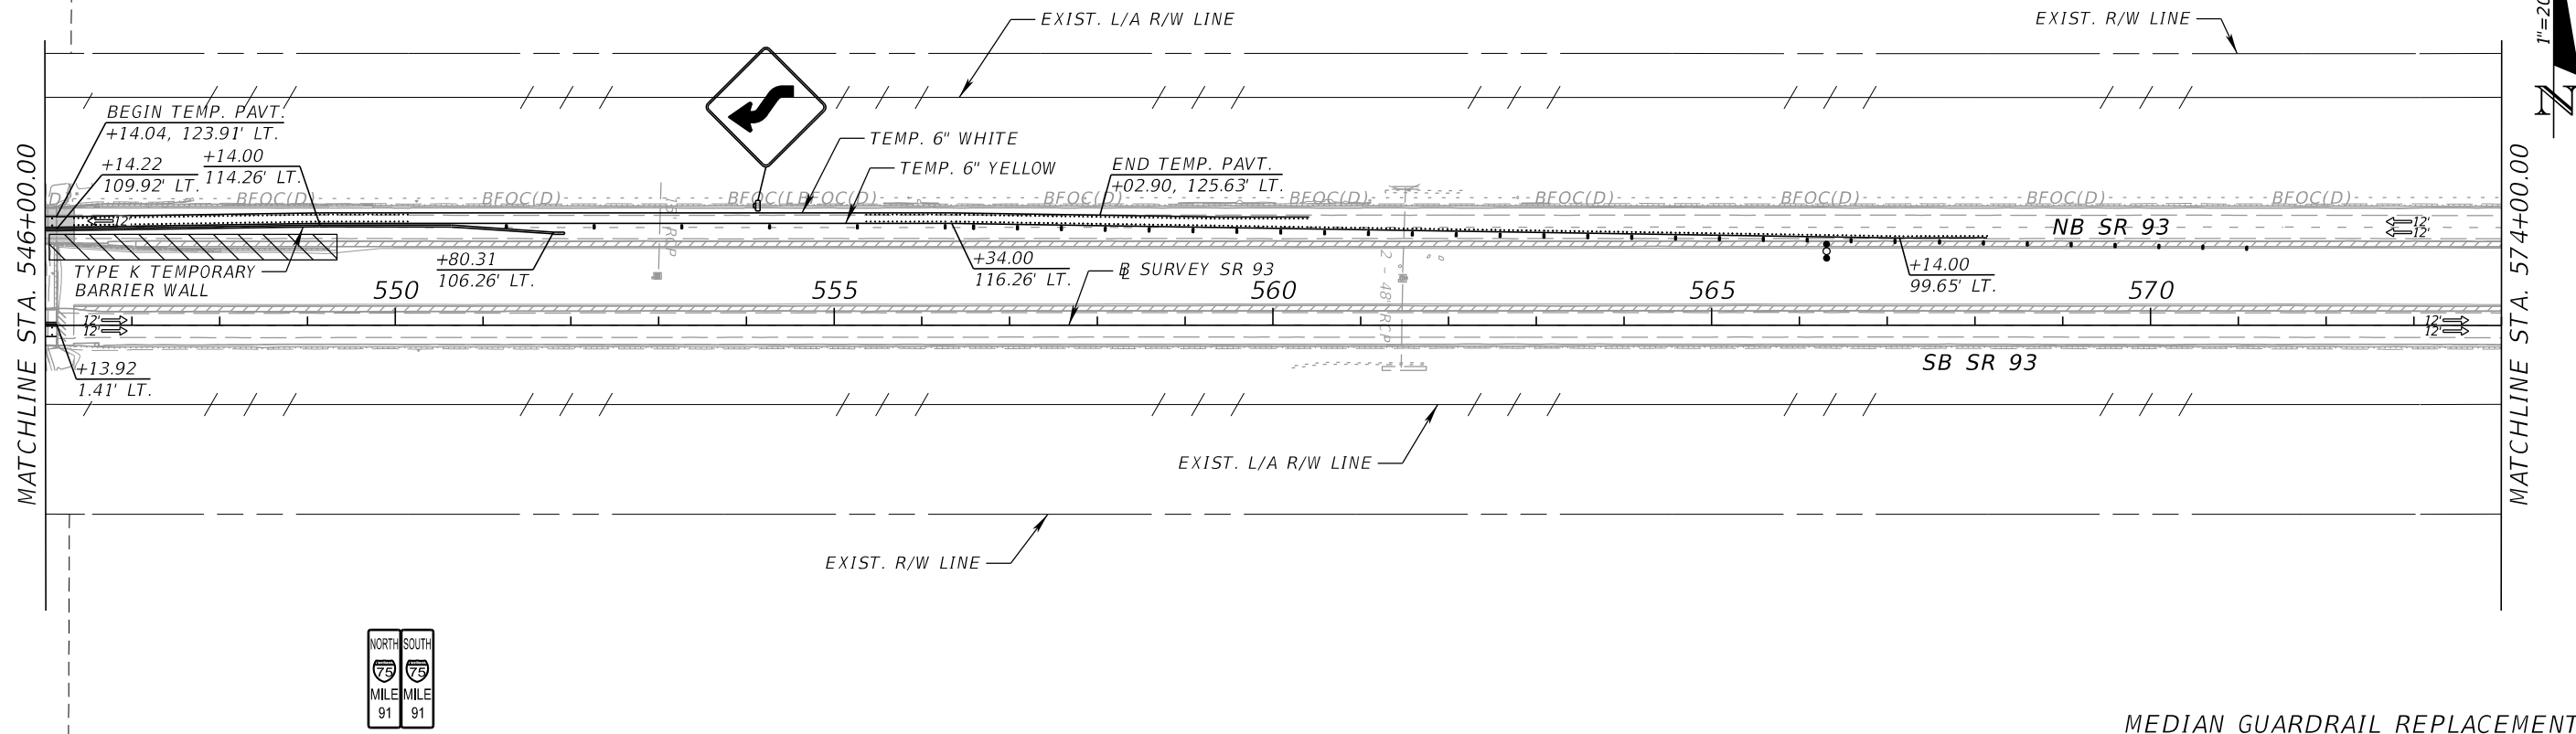 EXIST. L/A R/W LINE
EXIST. R/W LINE
N
BEGIN TEMP. PAVT.
+14.04, 123.91' LT.
+14.22
109.92' LT.
+14.00
114.26' LT.
TEMP. 6" WHITE
TEMP. 6" YELLOW
END TEMP. PAVT.
+02.90, 125.63' LT.
MATCHLINE STA. 546+00.00
MATCHLINE STA. 574+00.00
BFOC(D)
BFOC(D)
BFOC(D)
BFOC(D)
BFOC(D)
BFOC(D)
BFOC(D)
BFOC(D)
BFOC(D)
12'
NB SR 93
12'
12'
TYPE K TEMPORARY
BARRIER WALL
+80.31
106.26' LT.
+34.00
116.26' LT.
SURVEY SR 93
+14.00
99.65' LT.
2 - 48" RCP
550
555
560
565
570
12'
12'
12'
12'
+13.92
1.41' LT.
SB SR 93
EXIST. L/A R/W LINE
EXIST. R/W LINE
NORTH
75
MILE
91
SOUTH
75
MILE
91
MEDIAN GUARDRAIL REPLACEMENT